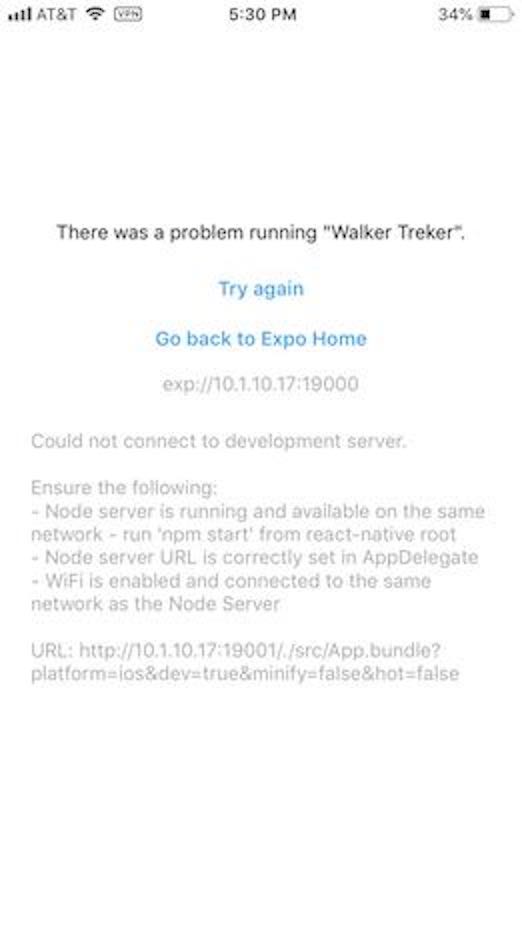 AT&T VPN 5:30 PM 34%
There was a problem running "Walker Treker".
Try again
Go back to Expo Home
exp://10.1.10.17:19000
Could not connect to development server.
Ensure the following:
- Node server is running and available on the same
network - run 'npm start' from react-native root
- Node server URL is correctly set in AppDelegate
- WiFi is enabled and connected to the same
network as the Node Server
URL: http://10.1.10.17:19001/./src/App.bundle?
platform=ios&dev=true&minify=false&hot=false